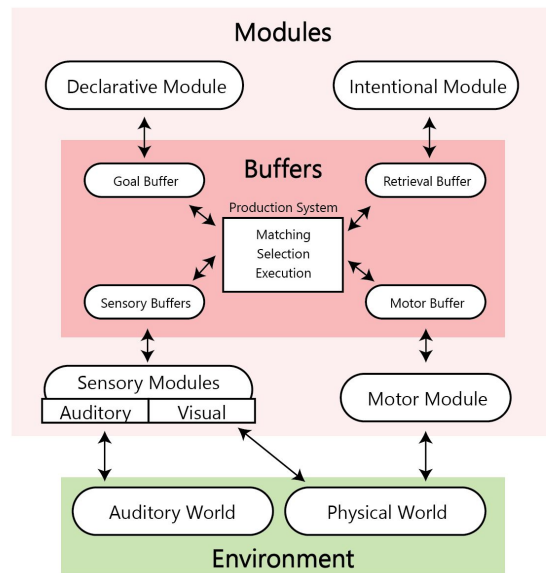 Modules
Declarative Module
Intentional Module
Buffers
Goal Buffer
Retrieval Buffer
Production System
Matching
Selection
Execution
Sensory Buffers
Motor Buffer
Sensory Modules
Auditory
Visual
Motor Module
Auditory World
Physical World
Environment